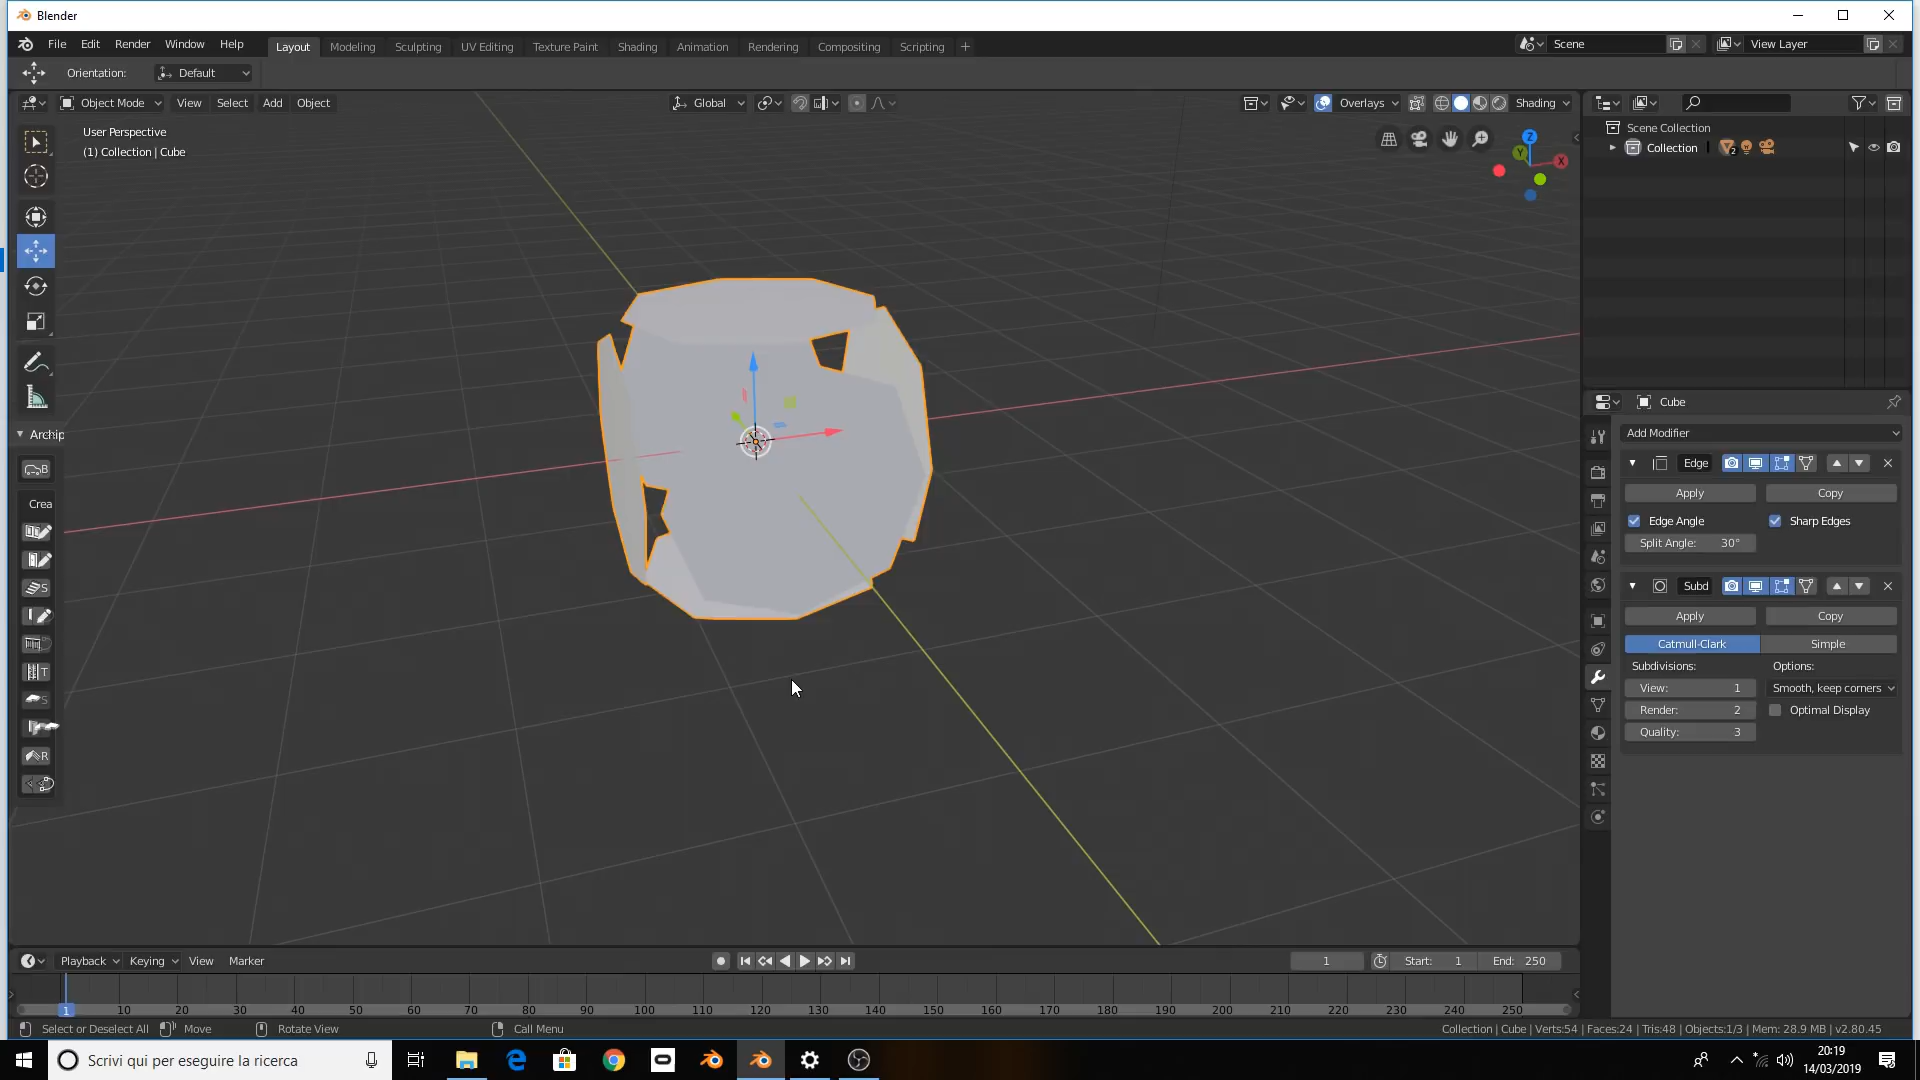 Blender
File Edit Render Window Help Layout Modeling Sculpting UV Editing Texture Paint Shading Animation Rendering Compositing Scripting + Scene View Layer
Orientation: Default
Object Mode View Select Add Object Global Overlays Shading
User Perspective
(1) Collection | Cube
Z
Y
X
Scene Collection
Collection 2
Cube
Add Modifier
Edge
Apply Copy
Edge Angle Sharp Edges
Split Angle: 30°
Subd
Apply Copy
Catmull-Clark Simple
Subdivisions: Options:
View: 1 Smooth, keep corners
Render: 2 Optimal Display
Quality: 3
Archip
B
Crea
S
T
S
R
Playback Keying View Marker 1 Start: 1 End: 250
1 10 20 30 40 50 60 70 80 90 100 110 120 130 140 150 160 170 180 190 200 210 220 230 240 250
Select or Deselect All Move Rotate View Call Menu Collection | Cube | Verts:54 | Faces:24 | Tris:48 | Objects:1/3 | Mem: 28.9 MB | v2.80.45
Scrivi qui per eseguire la ricerca
20:19
14/03/2019